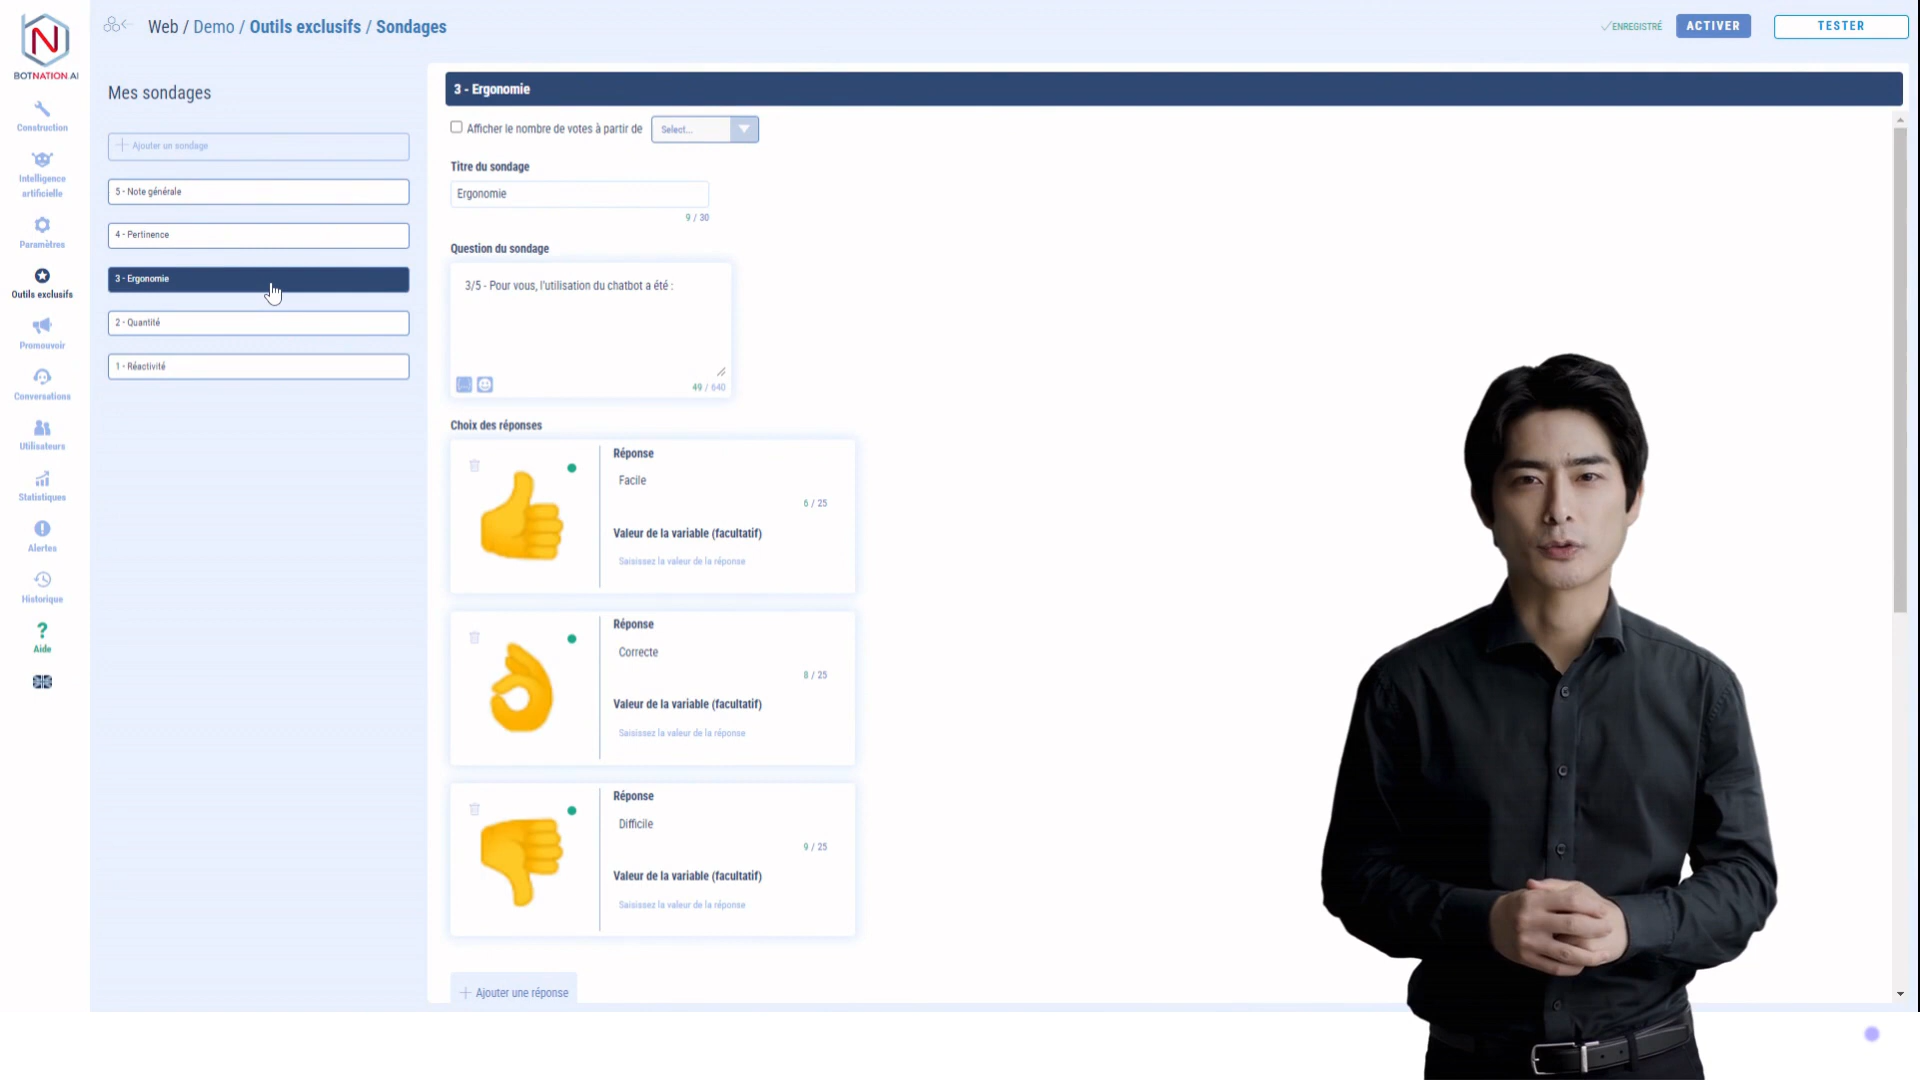 BOTNATION.AI
Web / Demo / Outils exclusifs / Sondages
ENREGISTRÉ
ACTIVER
TESTER
Construction
Intelligence
artificielle
Paramètres
Outils exclusifs
Promouvoir
Conversations
Utilisateurs
Statistiques
Alertes
Historique
?
Aide
Mes sondages
+ Ajouter un sondage
5 - Note générale
4 - Pertinence
3 - Ergonomie
2 - Quantité
1 - Réactivité
3 - Ergonomie
Afficher le nombre de votes à partir de
Select...
Titre du sondage
Ergonomie
9 / 30
Question du sondage
3/5 - Pour vous, l'utilisation du chatbot a été :
49 / 640
Choix des réponses
Réponse
Facile
6 / 25
Valeur de la variable (facultatif)
Saisissez la valeur de la réponse
Réponse
Correcte
8 / 25
Valeur de la variable (facultatif)
Saisissez la valeur de la réponse
Réponse
Difficile
9 / 25
Valeur de la variable (facultatif)
Saisissez la valeur de la réponse
+ Ajouter une réponse